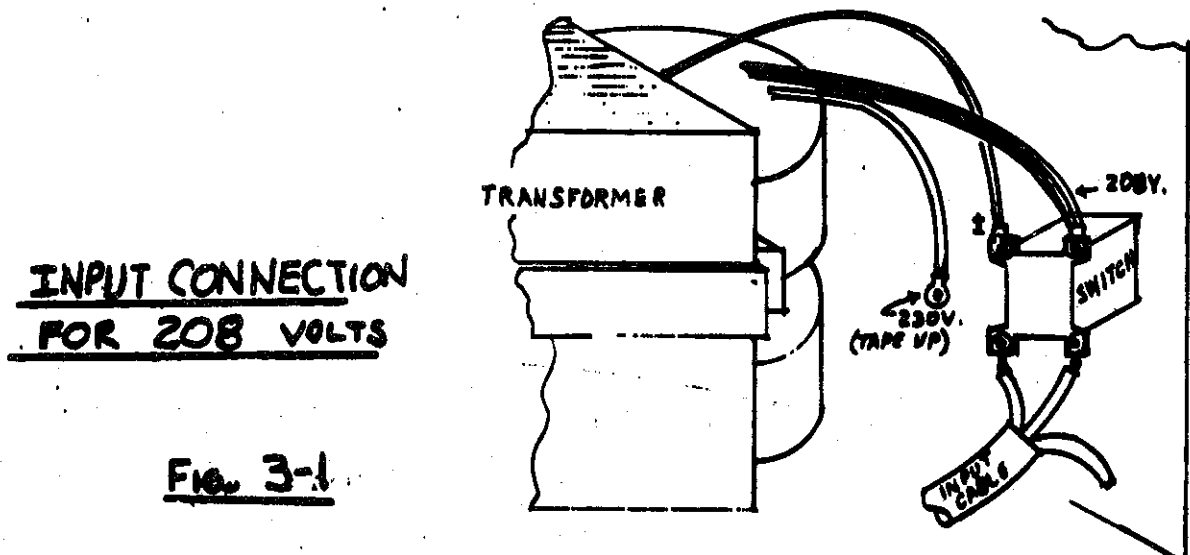 INPUT CONNECTION
FOR 208 VOLTS
FIG. 3-1
TRANSFORMER
208V.
±
SWITCH
230V.
(TAPE UP)
INPUT
CABLE